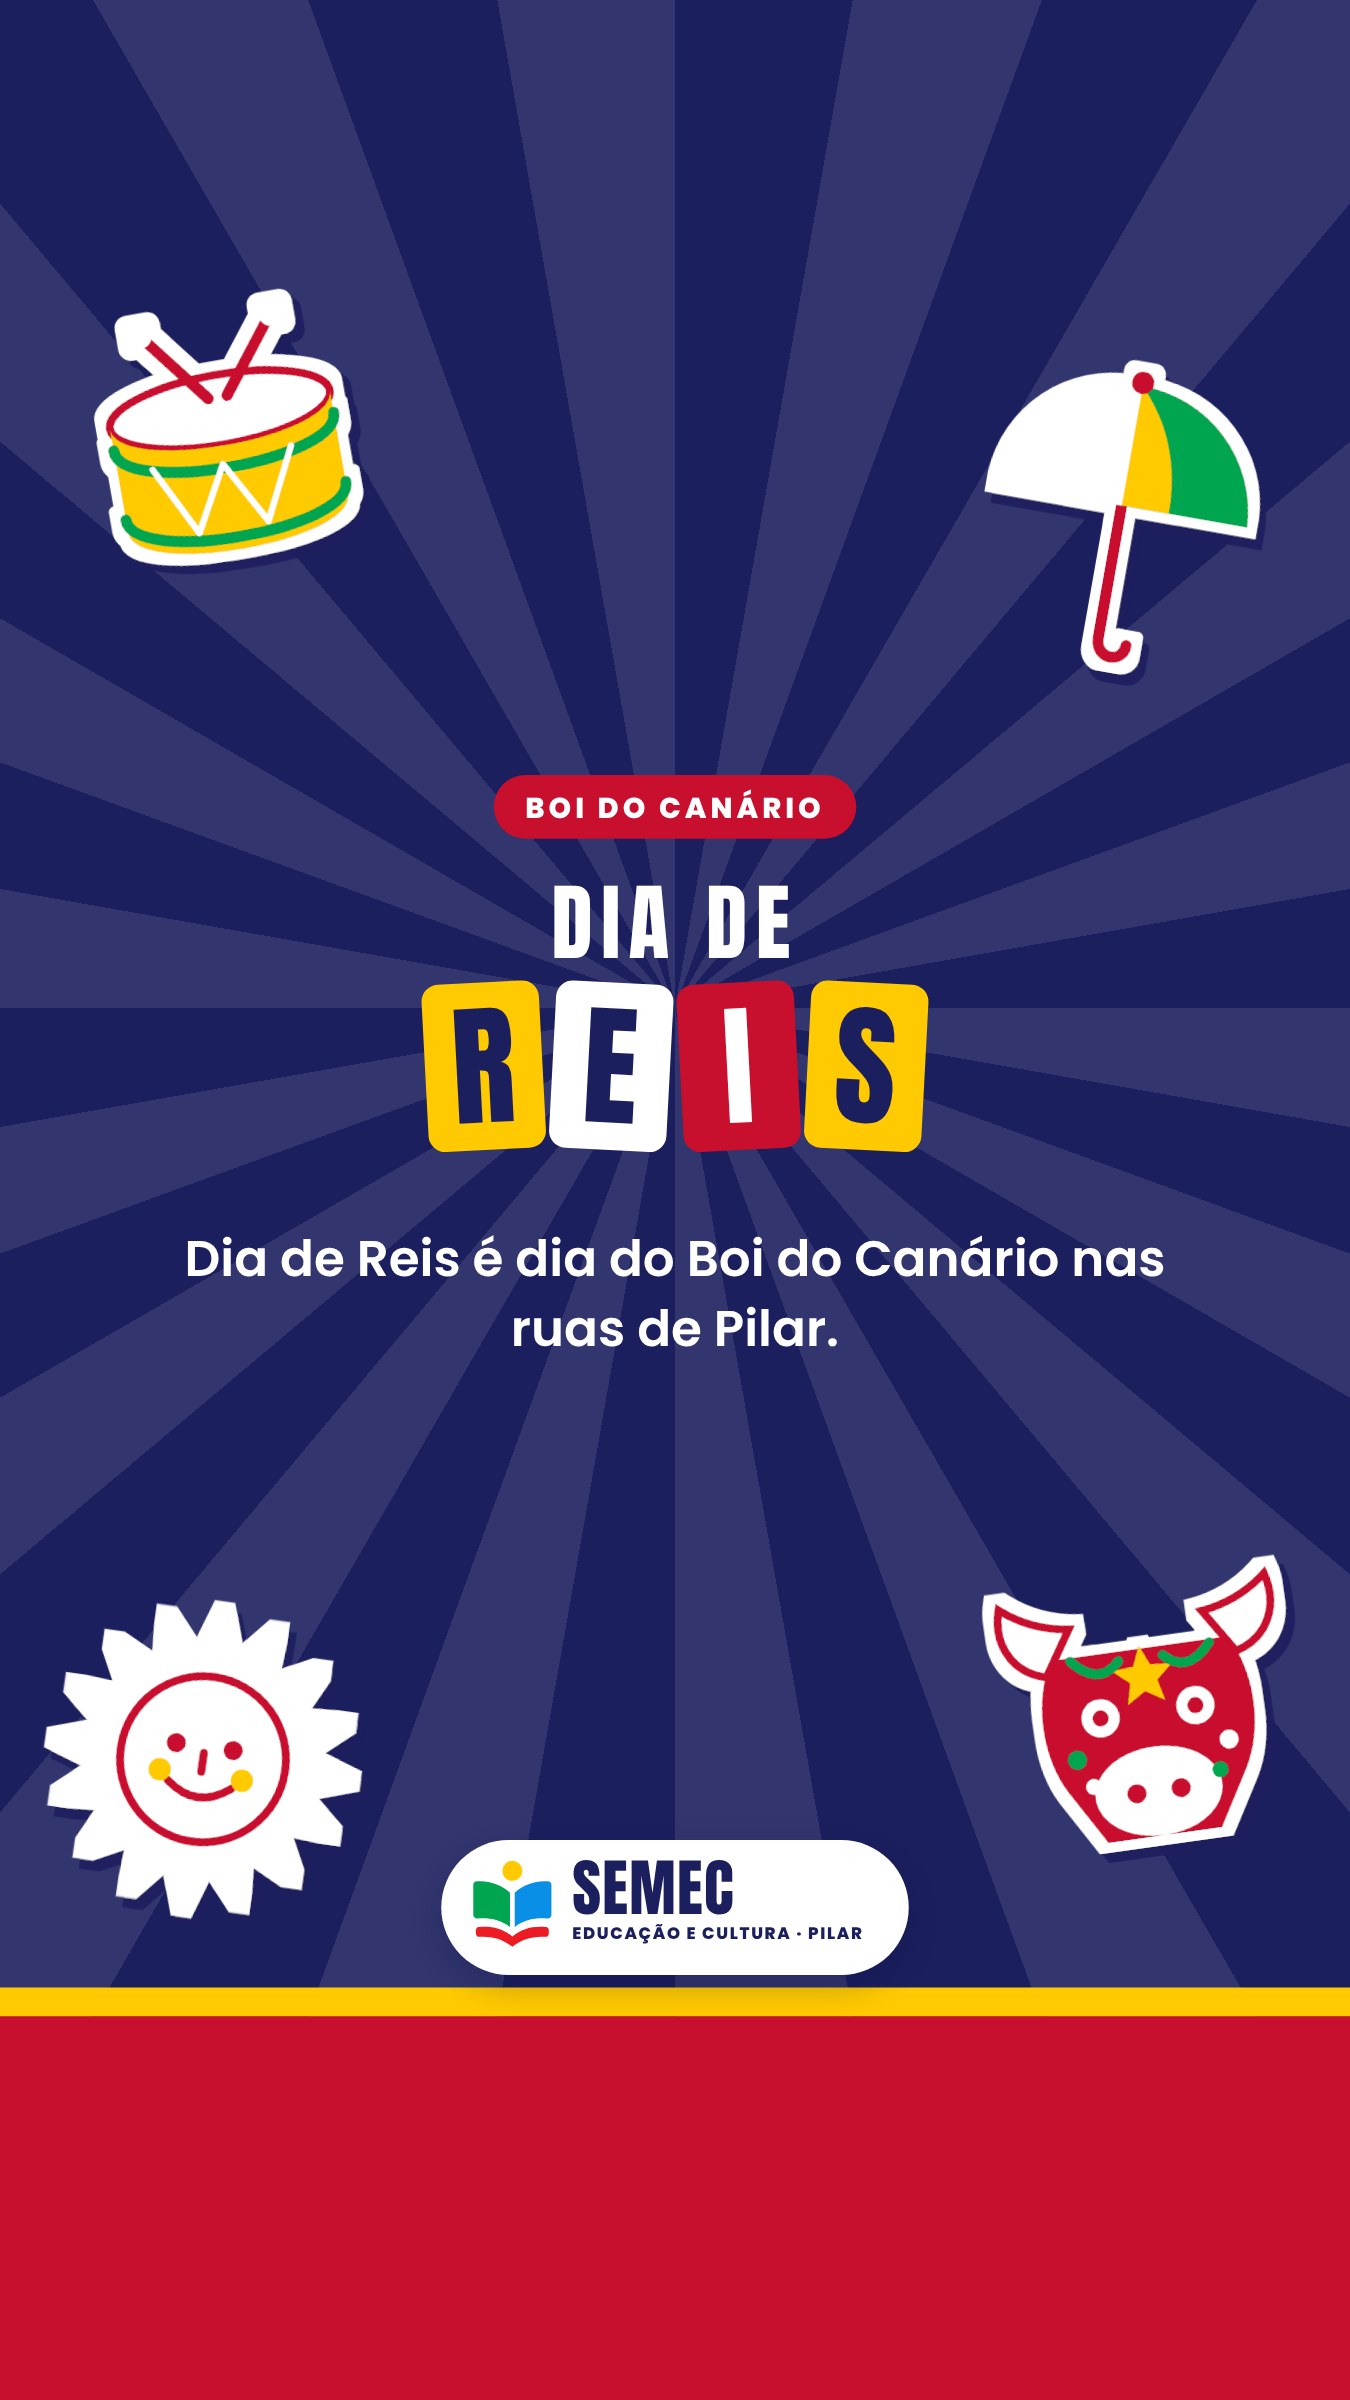 BOI DO CANÁRIO
DIA DE
REIS
Dia de Reis é dia do Boi do Canário nas
ruas de Pilar.
SEMEC
EDUCAÇÃO E CULTURA · PILAR